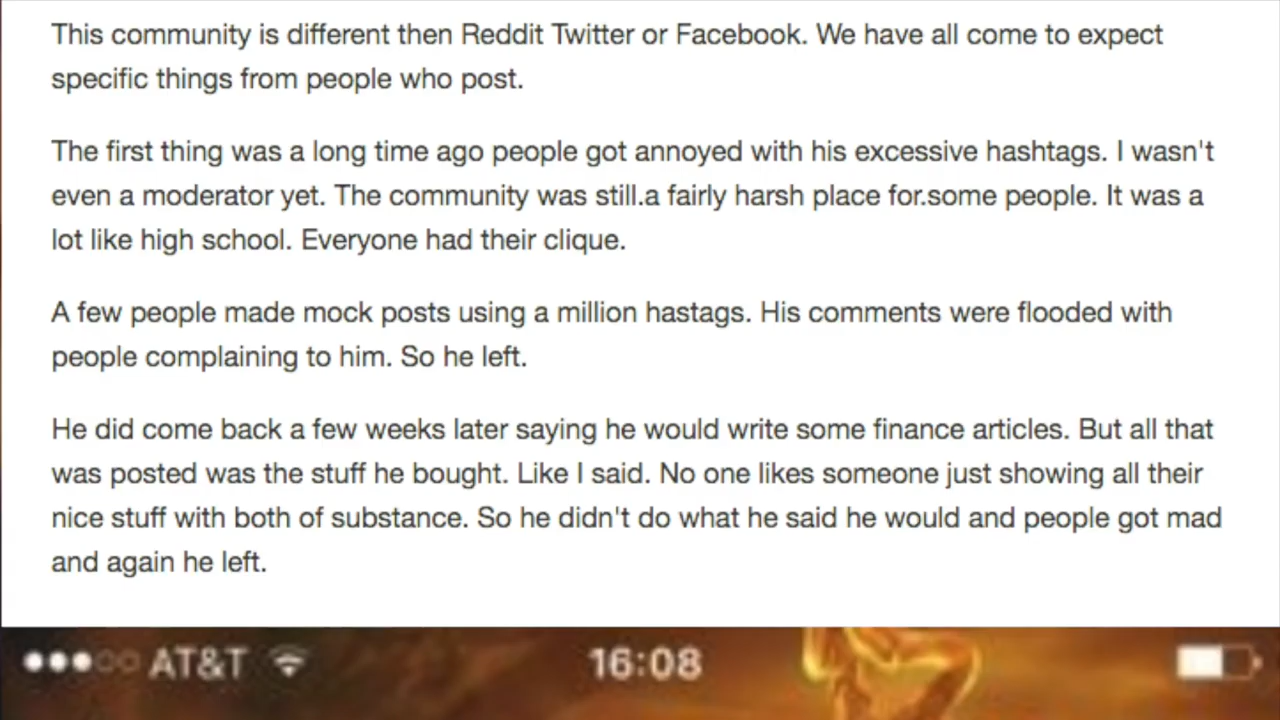 This community is different then Reddit Twitter or Facebook. We have all come to expect
specific things from people who post.
The first thing was a long time ago people got annoyed with his excessive hashtags. I wasn't
even a moderator yet. The community was still.a fairly harsh place for.some people. It was a
lot like high school. Everyone had their clique.
A few people made mock posts using a million hastags. His comments were flooded with
people complaining to him. So he left.
He did come back a few weeks later saying he would write some finance articles. But all that
was posted was the stuff he bought. Like I said. No one likes someone just showing all their
nice stuff with both of substance. So he didn't do what he said he would and people got mad
and again he left.
AT&T 16:08